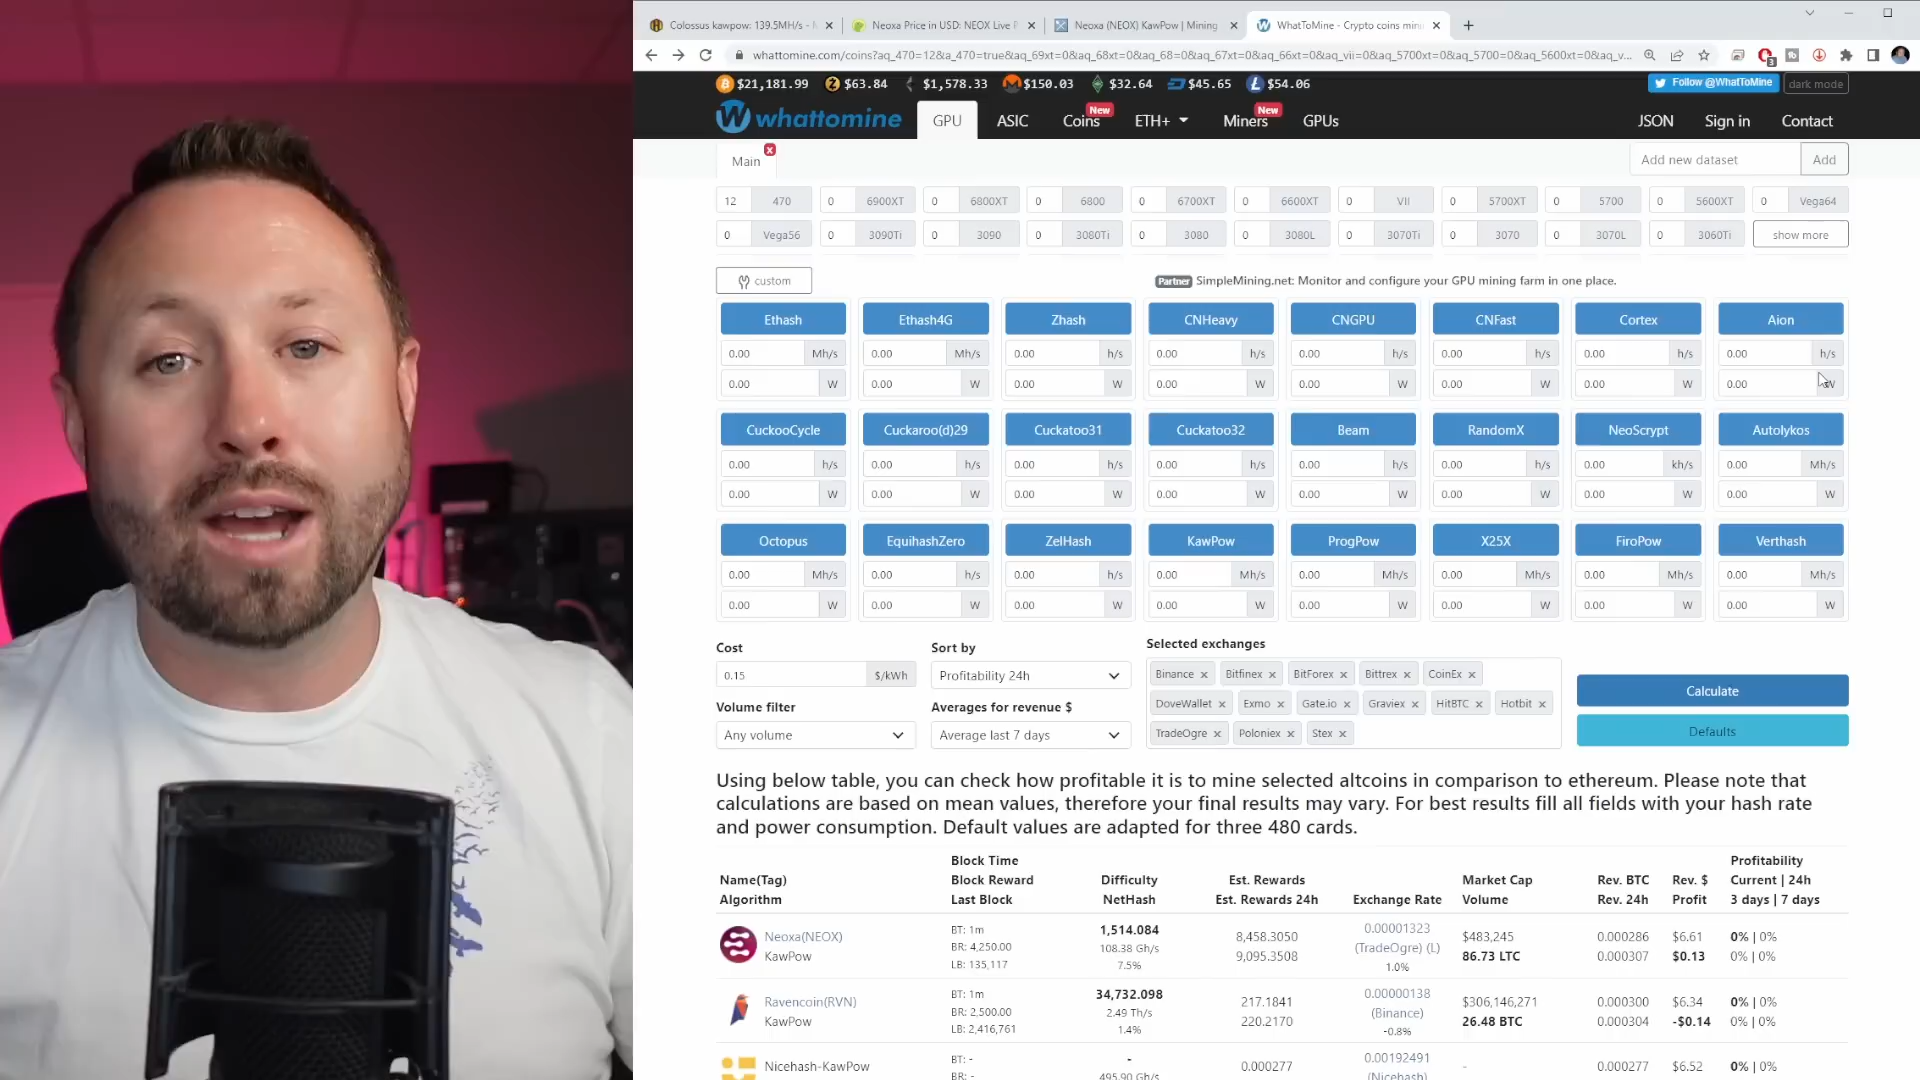 Colossus kawpow: 139.5MH/s - Neoxa Price in USD: NEOX Live Neoxa (NEOX) KawPow | Mining WhatToMine - Crypto coins min
whattomine.com/coins?aq_470=12&a_470=true&aq_69xt=0&aq_68xt=0&aq_68=0&aq_67xt=0&aq_66xt=0&aq_vii=0&aq_5700xt=0&aq_5700=0&aq_5600xt=0&aq_v...
$21,181.99 $63.84 $1,578.33 $150.03 $32.64 $45.65 $54.06 Follow @WhatToMine dark mode
New New
whattomine GPU ASIC Coins ETH+ Miners GPUs JSON Sign in Contact
Main x Add new dataset Add
12 470 0 6900XT 0 6800XT 0 6800 0 6700XT 0 6600XT 0 VII 0 5700XT 0 5700 0 5600XT 0 Vega64
0 Vega56 0 3090Ti 0 3090 0 3080Ti 0 3080 0 3080L 0 3070Ti 0 3070 0 3070L 0 3060Ti show more
custom Partner SimpleMining.net: Monitor and configure your GPU mining farm in one place.
Ethash Ethash4G Zhash CNHeavy CNGPU CNFast Cortex Aion
0.00 Mh/s 0.00 Mh/s 0.00 h/s 0.00 h/s 0.00 h/s 0.00 h/s 0.00 h/s 0.00 h/s
0.00 W 0.00 W 0.00 W 0.00 W 0.00 W 0.00 W 0.00 W 0.00 W
CuckooCycle Cuckaroo(d)29 Cuckatoo31 Cuckatoo32 Beam RandomX NeoScrypt Autolykos
0.00 h/s 0.00 h/s 0.00 h/s 0.00 h/s 0.00 h/s 0.00 h/s 0.00 kh/s 0.00 Mh/s
0.00 W 0.00 W 0.00 W 0.00 W 0.00 W 0.00 W 0.00 W 0.00 W
Octopus EquihashZero ZelHash KawPow ProgPow X25X FiroPow Verthash
0.00 Mh/s 0.00 h/s 0.00 h/s 0.00 Mh/s 0.00 Mh/s 0.00 Mh/s 0.00 Mh/s 0.00 Mh/s
0.00 W 0.00 W 0.00 W 0.00 W 0.00 W 0.00 W 0.00 W 0.00 W
Cost Sort by Selected exchanges
0.15 $/kWh Profitability 24h Binance x Bitfinex x BitForex x Bittrex x CoinEx x
Calculate
Volume filter Averages for revenue $ DoveWallet x Exmo x Gate.io x Graviex x HitBTC x Hotbit x
Any volume Average last 7 days TradeOgre x Poloniex x Stex x Defaults
Using below table, you can check how profitable it is to mine selected altcoins in comparison to ethereum. Please note that
calculations are based on mean values, therefore your final results may vary. For best results fill all fields with your hash rate
and power consumption. Default values are adapted for three 480 cards.
Block Time Profitability
Name(Tag) Block Reward Difficulty Est. Rewards Market Cap Rev. BTC Rev. $ Current | 24h
Algorithm Last Block NetHash Est. Rewards 24h Exchange Rate Volume Rev. 24h Profit 3 days | 7 days
Neoxa(NEOX) BT: 1m 1,514.084 8,458.3050 0.00001323 $483,245 0.000286 $6.61 0% | 0%
KawPow BR: 4,250.00 108.38 Gh/s 9,095.3508 (TradeOgre) (L) 86.73 LTC 0.000307 $0.13 0% | 0%
LB: 135,117 7.5% 1.0%
Ravencoin(RVN) BT: 1m 34,732.098 217.1841 0.00000138 $306,146,271 0.000300 $6.34 0% | 0%
KawPow BR: 2,500.00 2.49 Th/s 220.2170 (Binance) 26.48 BTC 0.000304 -$0.14 0% | 0%
LB: 2,416,761 1.4% -0.8%
Nicehash-KawPow BT: - - 0.000277 0.00192491 - 0.000277 $6.52 0% | 0%
BR: - 495.90 Gh/s (Nicehash)